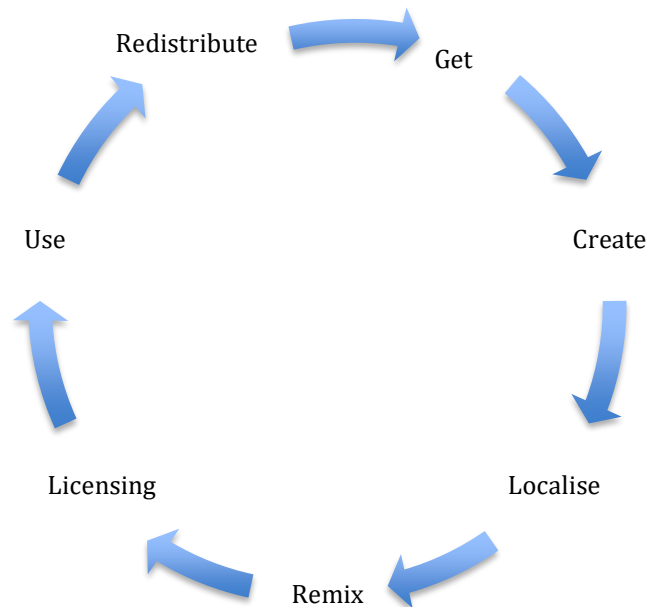 Redistribute
Get
Use
Create
Licensing
Localise
Remix